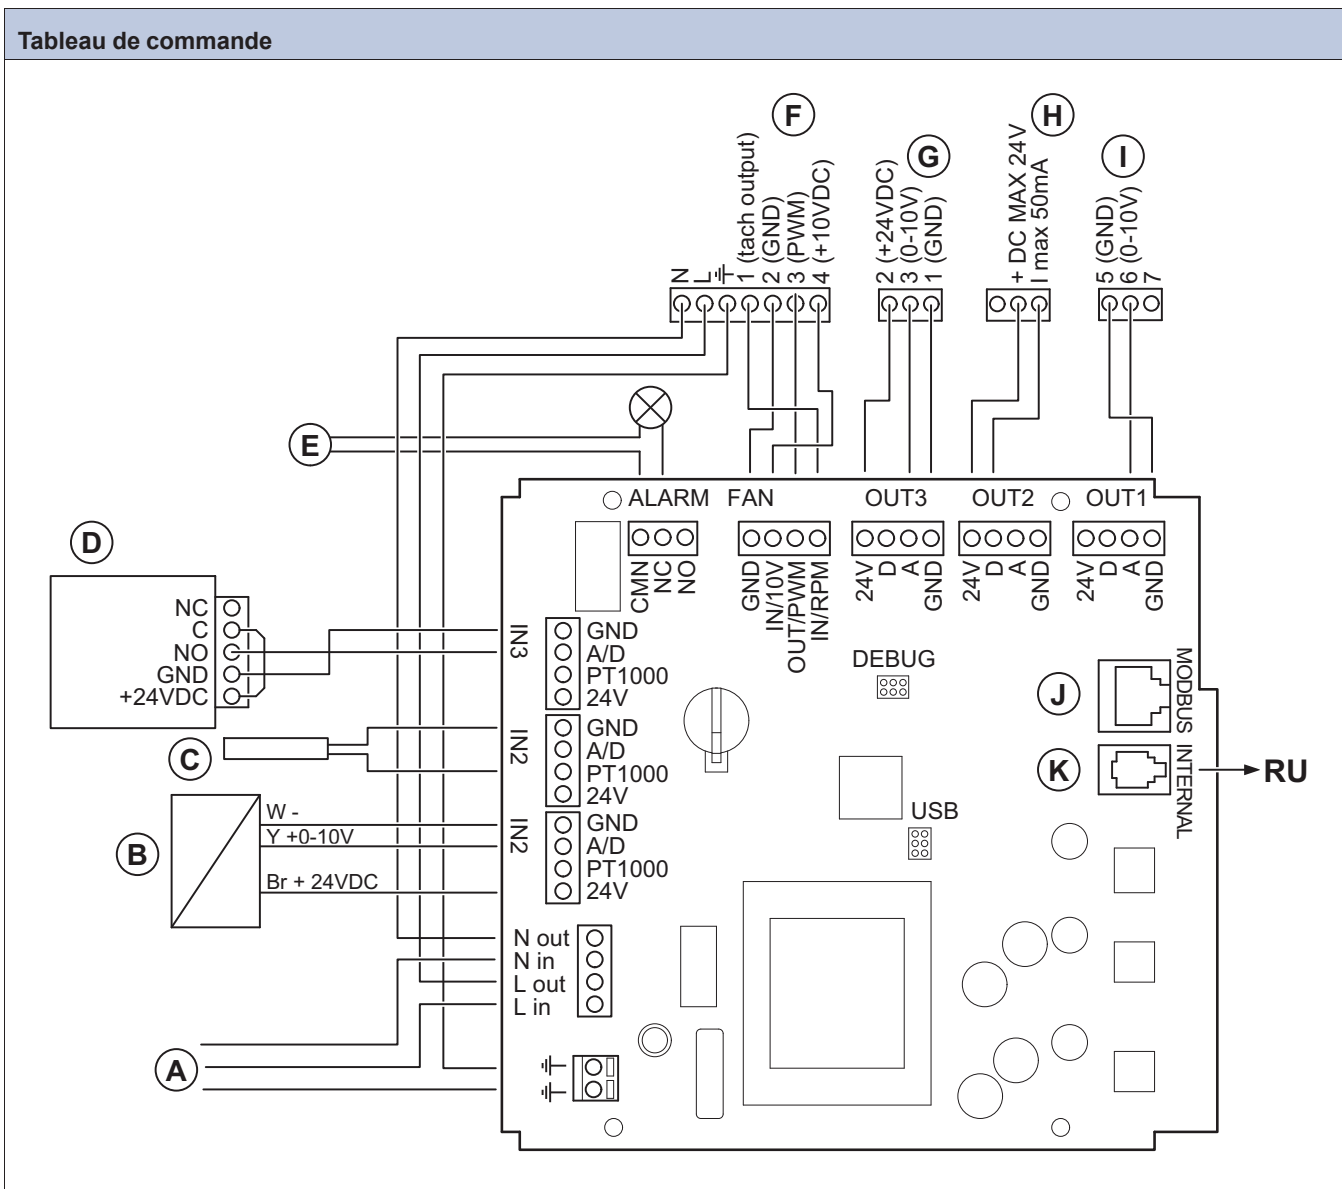 Tableau de commande
F
H
G
I
N
L
1 (tach output)
2 (GND)
3 (PWM)
4 (+10VDC)
2 (+24VDC)
3 (0-10V)
1 (GND)
+ DC MAX 24V
I max 50mA
5 (GND)
6 (0-10V)
7
E
ALARM
FAN
OUT3
OUT2
OUT1
CMN
NC
NO
GND
IN/10V
OUT/PWM
IN/RPM
24V
D
A
GND
24V
D
A
GND
24V
D
A
GND
D
NC
C
NO
GND
+24VDC
IN3
GND
A/D
PT1000
24V
DEBUG
J
MODBUS
C
IN2
GND
A/D
PT1000
24V
K
INTERNAL
RU
B
W -
Y +0-10V
Br + 24VDC
IN2
GND
A/D
PT1000
24V
USB
N out
N in
L out
L in
A